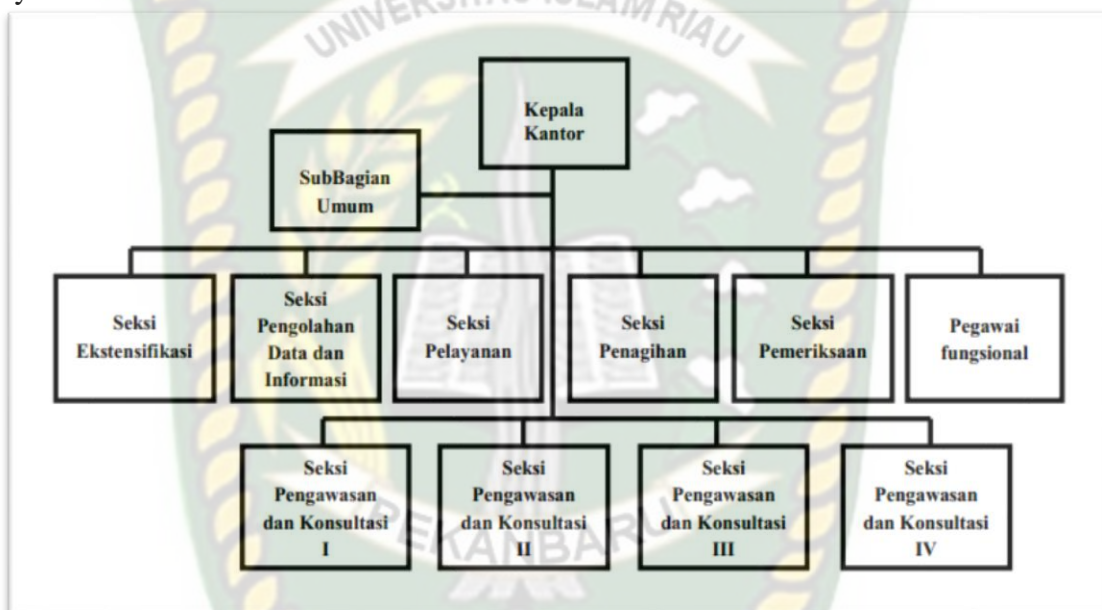 UNIVERSITAS ISLAM RIAU
Kepala
Kantor
SubBagian
Umum
Seksi
Ekstensifikasi
Seksi
Pengolahan
Data dan
Informasi
Seksi
Pelayanan
Seksi
Penagihan
Seksi
Pemeriksaan
Pegawai
fungsional
Seksi
Pengawasan
dan Konsultasi
I
Seksi
Pengawasan
dan Konsultasi
II
Seksi
Pengawasan
dan Konsultasi
III
Seksi
Pengawasan
dan Konsultasi
IV
PEKANBARU